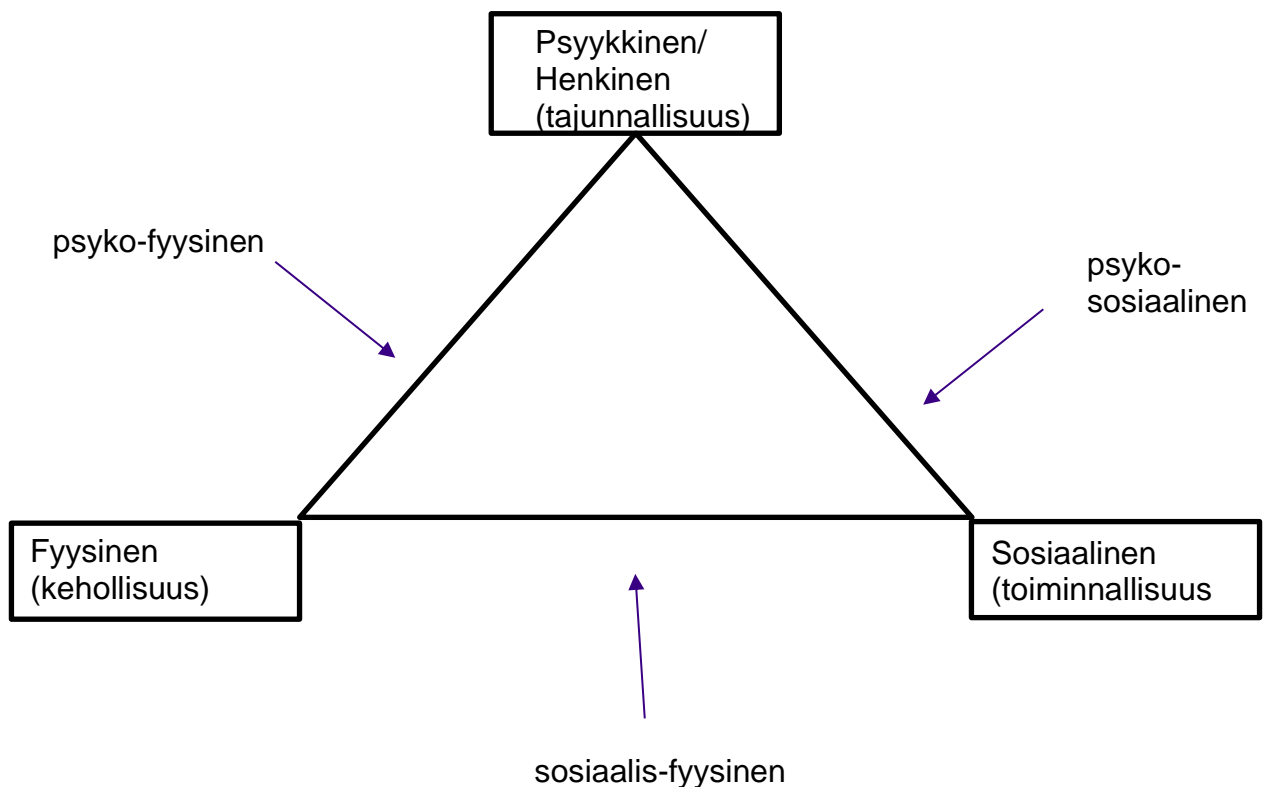 Psyykkinen/
Henkinen
(tajunnallisuus)
psyko-fyysinen
psyko-
sosiaalinen
Fyysinen
(kehollisuus)
Sosiaalinen
(toiminnallisuus
sosiaalis-fyysinen